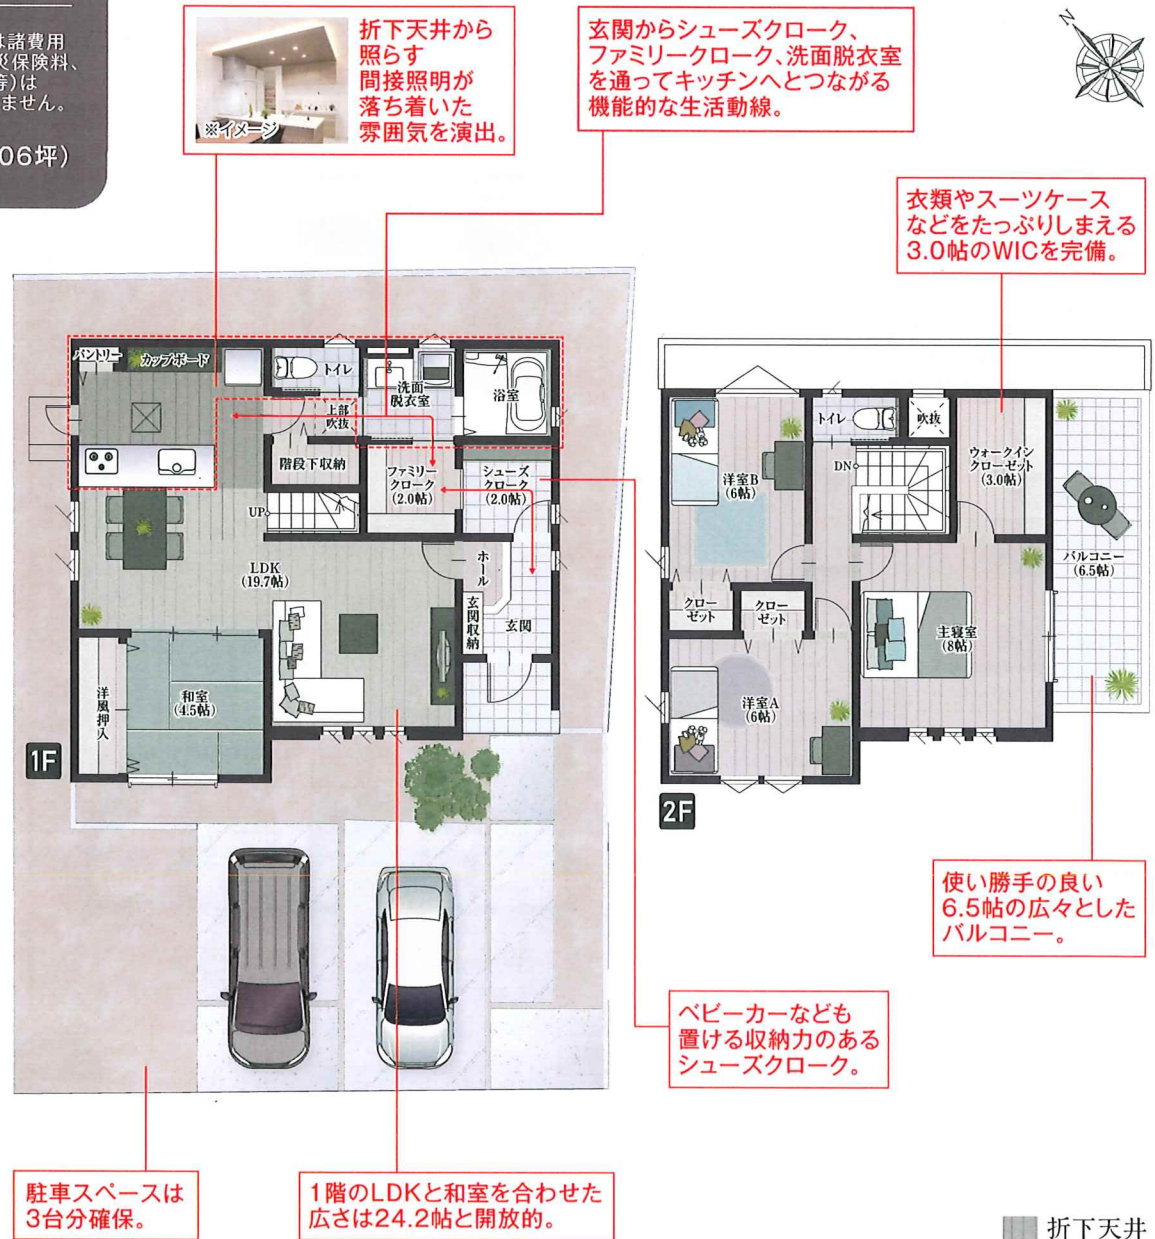 は諸費用
災保険料、
等)は
ません。
06坪)
※イメージ
折下天井から
照らす
間接照明が
落ち着いた
雰囲気を演出。
玄関からシューズクローク、
ファミリークローク、洗面脱衣室
を通ってキッチンへとつながる
機能的な生活動線。
N
衣類やスーツケース
などをたっぷりしまえる
3.0帖のWICを完備。
パントリー
カップボード
トイレ
洗面
脱衣室
浴室
上部
吹抜
階段下収納
ファミリー
クローク
(2.0帖)
シューズ
クローク
(2.0帖)
UP
LDK
(19.7帖)
ホール
玄関収納
玄関
洋風押入
和室
(4.5帖)
1F
トイレ
吹抜
洋室B
(6帖)
DN
ウォークイン
クローゼット
(3.0帖)
バルコニー
(6.5帖)
クロー
ゼット
クロー
ゼット
主寝室
(8帖)
洋室A
(6帖)
2F
使い勝手の良い
6.5帖の広々とした
バルコニー。
ベビーカーなども
置ける収納力のある
シューズクローク。
駐車スペースは
3台分確保。
1階のLDKと和室を合わせた
広さは24.2帖と開放的。
折下天井